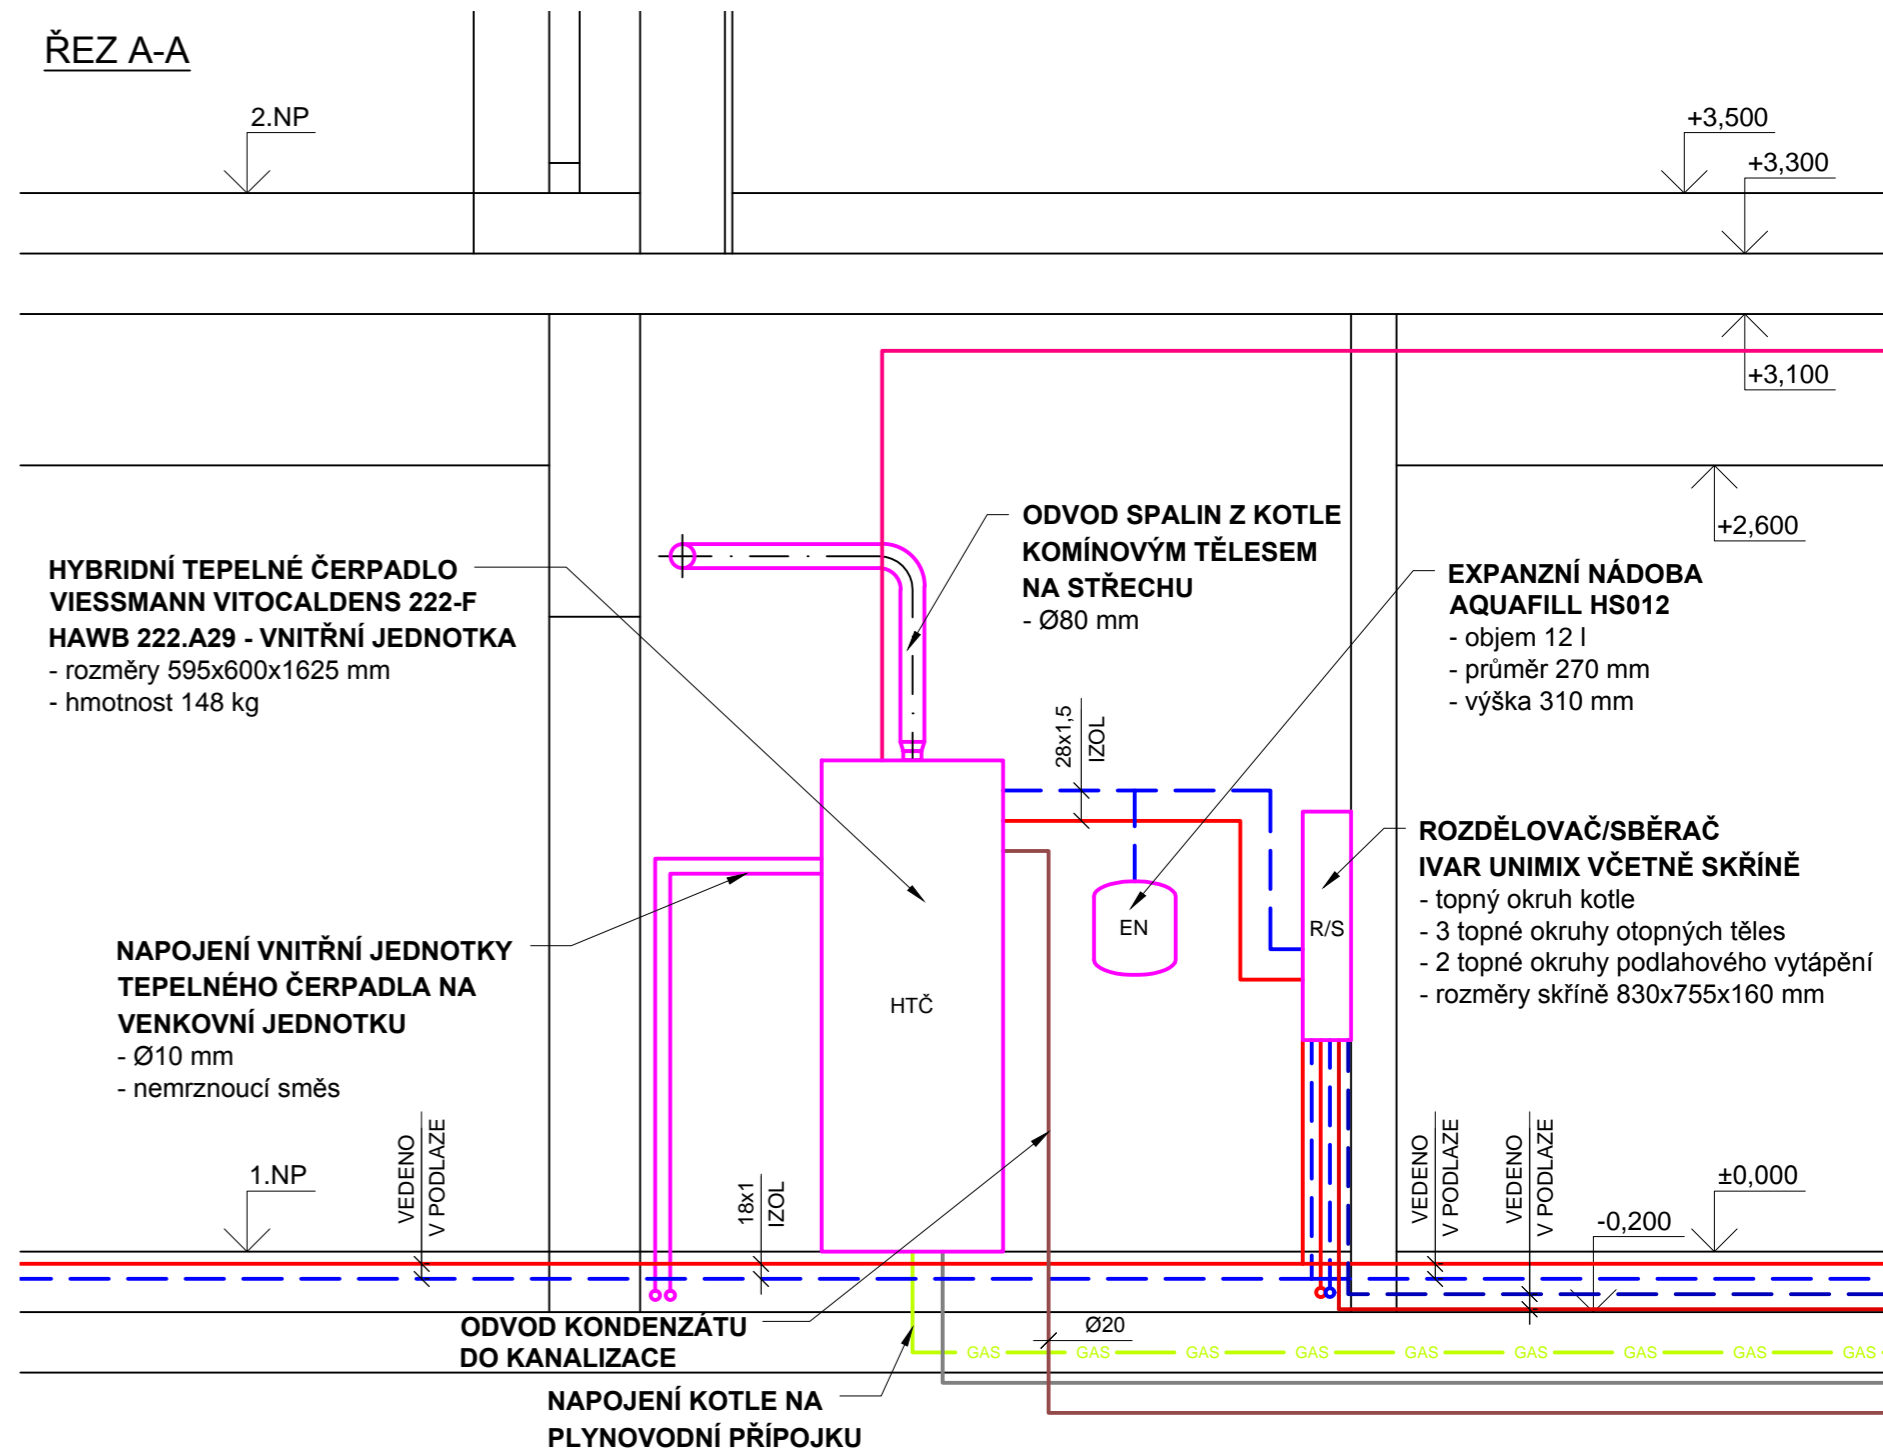 ŘEZ A-A
2.NP
+3,500
+3,300
+3,100
+2,600
ODVOD SPALIN Z KOTLE
KOMÍNOVÝM TĚLESEM
NA STŘECHU
- Ø80 mm
HYBRIDNÍ TEPELNÉ ČERPADLO
VIESSMANN VITOCALDENS 222-F
HAWB 222.A29 - VNITŘNÍ JEDNOTKA
- rozměry 595x600x1625 mm
- hmotnost 148 kg
EXPANZNÍ NÁDOBA
AQUAFILL HS012
- objem 12 l
- průměr 270 mm
- výška 310 mm
28x1,5
IZOL
ROZDĚLOVAČ/SBĚRAČ
IVAR UNIMIX VČETNĚ SKŘÍNĚ
- topný okruh kotle
- 3 topné okruhy otopných těles
- 2 topné okruhy podlahového vytápění
- rozměry skříně 830x755x160 mm
EN
R/S
HTČ
NAPOJENÍ VNITŘNÍ JEDNOTKY
TEPELNÉHO ČERPADLA NA
VENKOVNÍ JEDNOTKU
- Ø10 mm
- nemrznoucí směs
1.NP
VEDENO
V PODLAZE
18x1
IZOL
VEDENO
V PODLAZE
VEDENO
V PODLAZE
±0,000
-0,200
ODVOD KONDENZÁTU
DO KANALIZACE
Ø20
GAS GAS GAS GAS GAS GAS GAS GAS GAS
NAPOJENÍ KOTLE NA
PLYNOVODNÍ PŘÍPOJKU